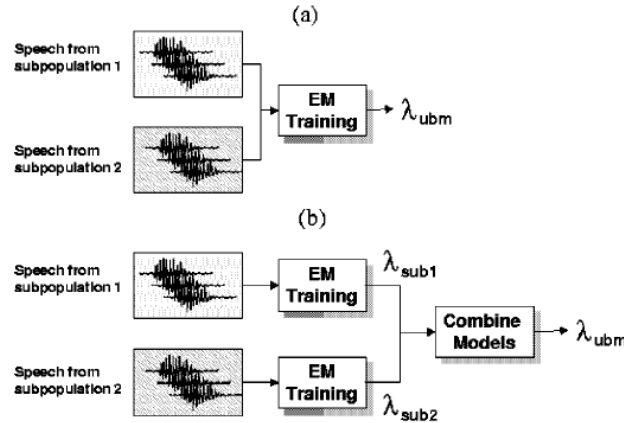 (a)
Speech from
subpopulation 1
EM
Training
λubm
Speech from
subpopulation 2
(b)
Speech from
subpopulation 1
EM
Training
λsub1
Combine
Models
λubm
Speech from
subpopulation 2
EM
Training
λsub2